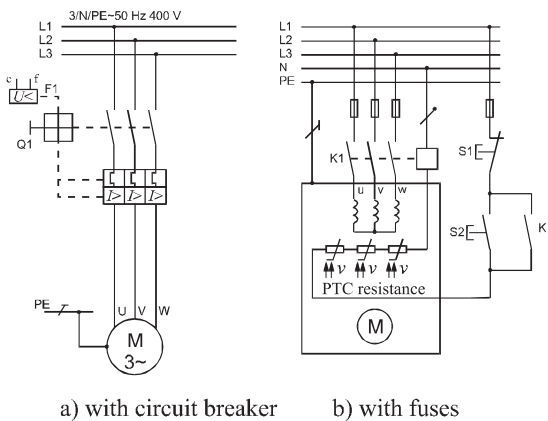 3/N/PE~50 Hz 400 V
L1
L2
L3
c f
U<
F1
Q1
I> I> I>
PE
U V W
M
3~
a) with circuit breaker
L1
L2
L3
N
PE
K1
S1
u v w
S2
K
v v v
PTC resistance
M
b) with fuses